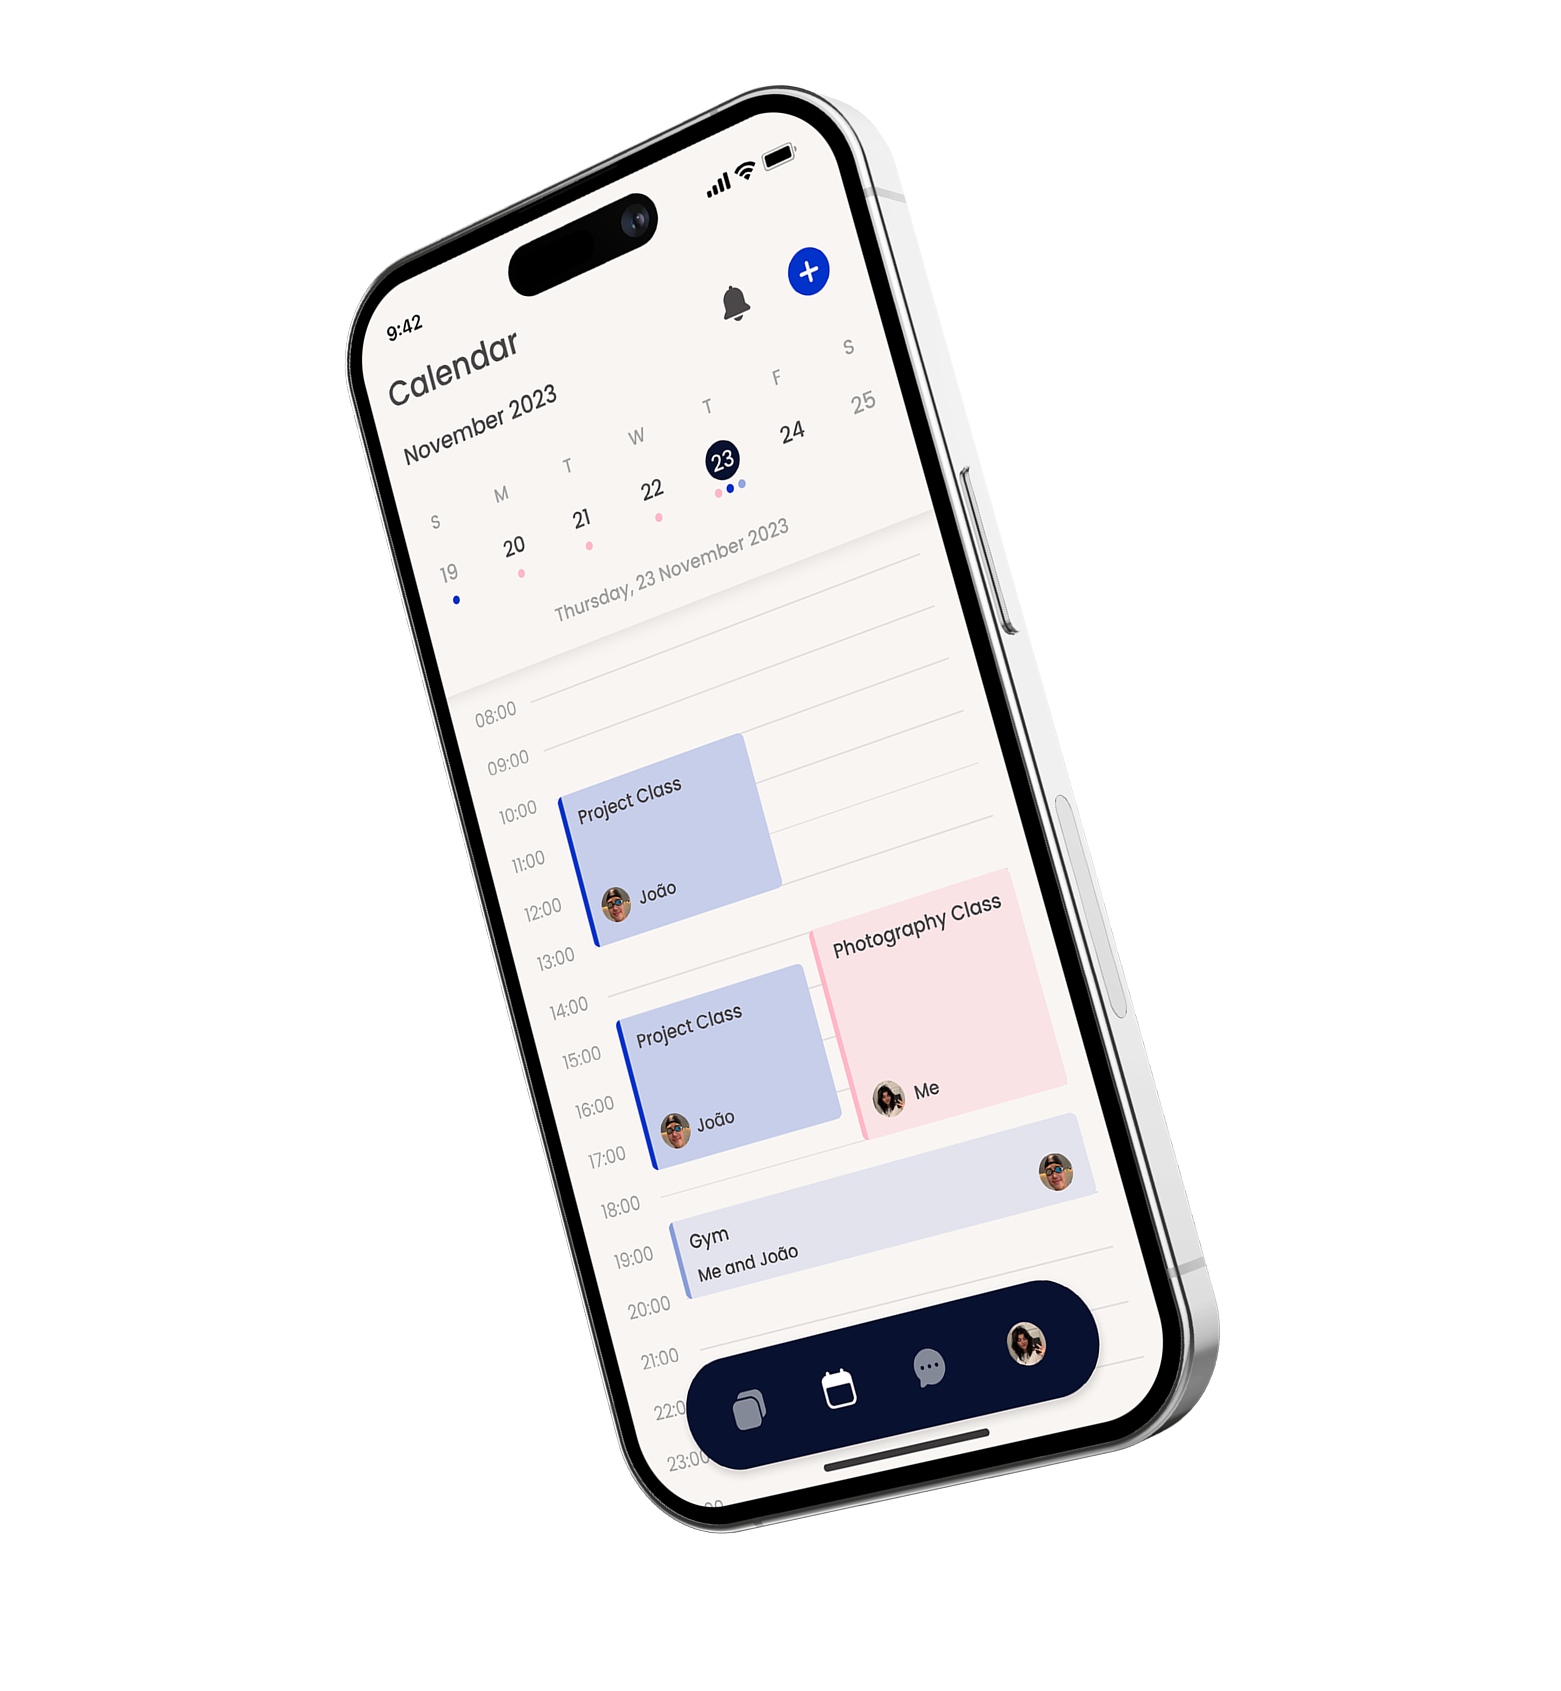 9:42
Calendar
November 2023
S M T W T F S
19 20 21 22 23 24 25
Thursday, 23 November 2023
08:00
09:00
10:00
Project Class
11:00
João
12:00
13:00
Photography Class
14:00
Project Class
15:00
Me
16:00
João
17:00
18:00
Gym
19:00
Me and João
20:00
21:00
22:0
23:00
00